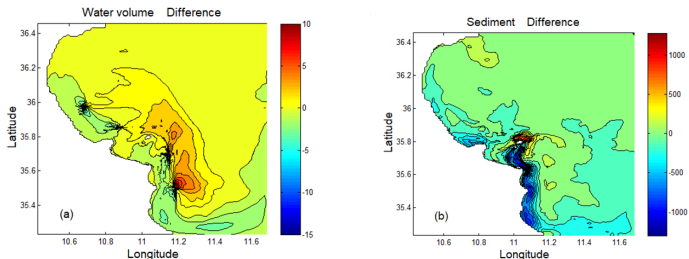 Water volume Difference
36.4
36.2
36
35.8
35.6
35.4
Latitude
(a)
10.6 10.8 11 11.2 11.4 11.6
Longitude
10
5
0
-5
-10
-15
Sediment Difference
36.4
36.2
36
35.8
35.6
35.4
Latitude
(b)
10.6 10.8 11 11.2 11.4 11.6
Longitude
1000
500
0
-500
-1000